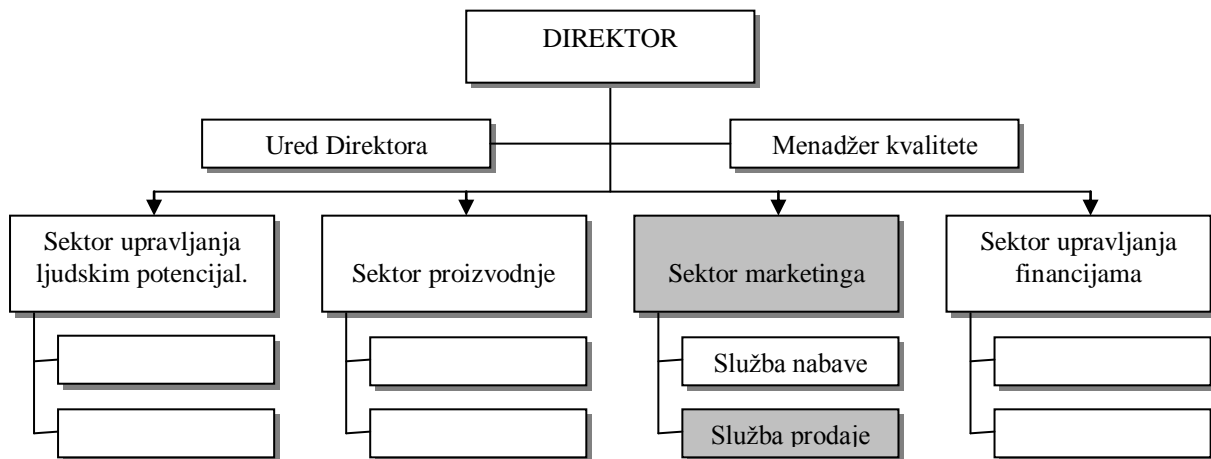 DIREKTOR
Ured Direktora
Menadžer kvalitete
Sektor upravljanja
ljudskim potencijal.
Sektor proizvodnje
Sektor marketinga
Sektor upravljanja
financijama
Služba nabave
Služba prodaje